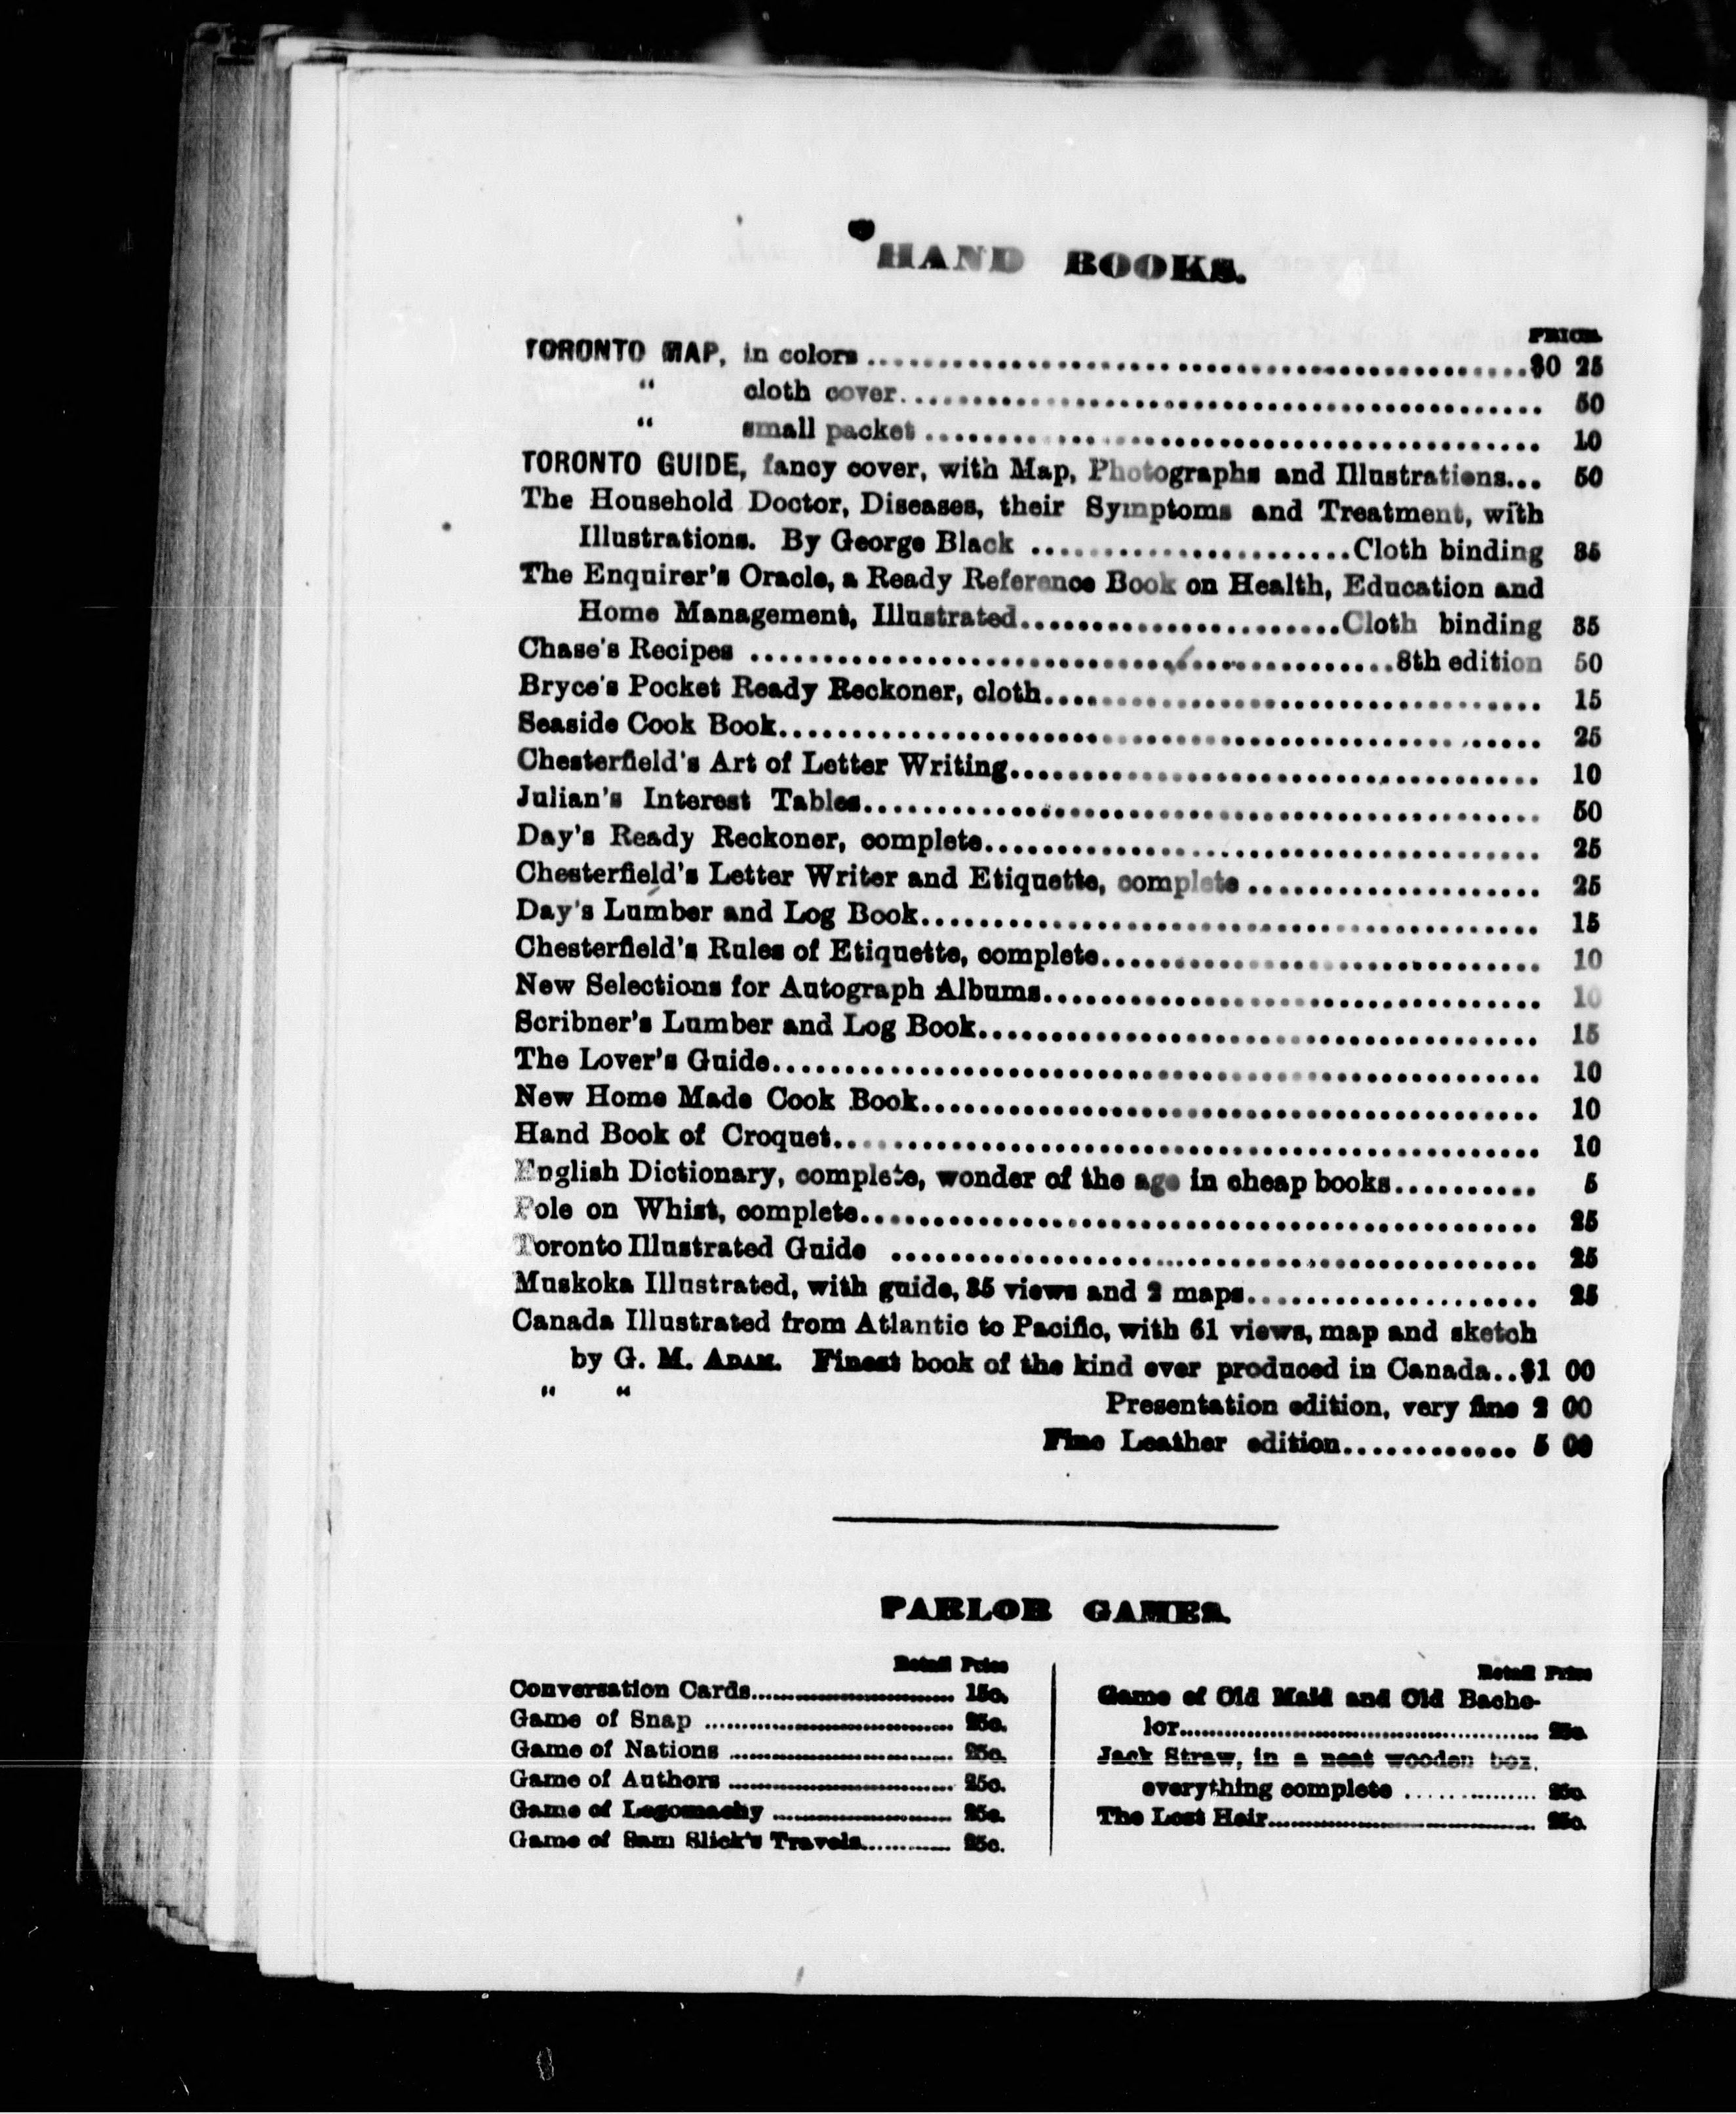 HAND BOOKS.
PRICE.
TORONTO MAP, in colors ........................................$0 25
" cloth cover........................................ 50
" small packet ........................................ 10
TORONTO GUIDE, fancy cover, with Map, Photographs and Illustrations... 50
The Household Doctor, Diseases, their Symptoms and Treatment, with
Illustrations. By George Black ......................Cloth binding 35
The Enquirer's Oracle, a Ready Reference Book on Health, Education and
Home Management, Illustrated......................Cloth binding 35
Chase's Recipes ........................................8th edition 50
Bryce's Pocket Ready Reckoner, cloth.................................. 15
Seaside Cook Book.................................................. 25
Chesterfield's Art of Letter Writing.................................. 10
Julian's Interest Tables............................................ 50
Day's Ready Reckoner, complete...................................... 25
Chesterfield's Letter Writer and Etiquette, complete .................... 25
Day's Lumber and Log Book.......................................... 15
Chesterfield's Rules of Etiquette, complete.............................. 10
New Selections for Autograph Albums.................................. 10
Scribner's Lumber and Log Book...................................... 15
The Lover's Guide.................................................. 10
New Home Made Cook Book.......................................... 10
Hand Book of Croquet.............................................. 10
English Dictionary, complete, wonder of the age in cheap books.......... 5
Pole on Whist, complete............................................ 25
Toronto Illustrated Guide .......................................... 25
Muskoka Illustrated, with guide, 35 views and 2 maps.................... 25
Canada Illustrated from Atlantic to Pacific, with 61 views, map and sketch
by G. M. ADAM. Finest book of the kind ever produced in Canada..$1 00
" " Presentation edition, very fine 2 00
Fine Leather edition............ 5 00
PARLOR GAMES.
Retail Price
Conversation Cards.............................. 15c.
Game of Snap .................................. 25c.
Game of Nations .............................. 25c.
Game of Authors .............................. 25c.
Game of Logomachy ........................ 25c.
Game of Sam Slick's Travels............ 25c.
Retail Price
Game of Old Maid and Old Bache-
lor.................................................. 25c.
Jack Straw, in a neat wooden box,
everything complete ................ 25c.
The Lost Heir.................................... 25c.